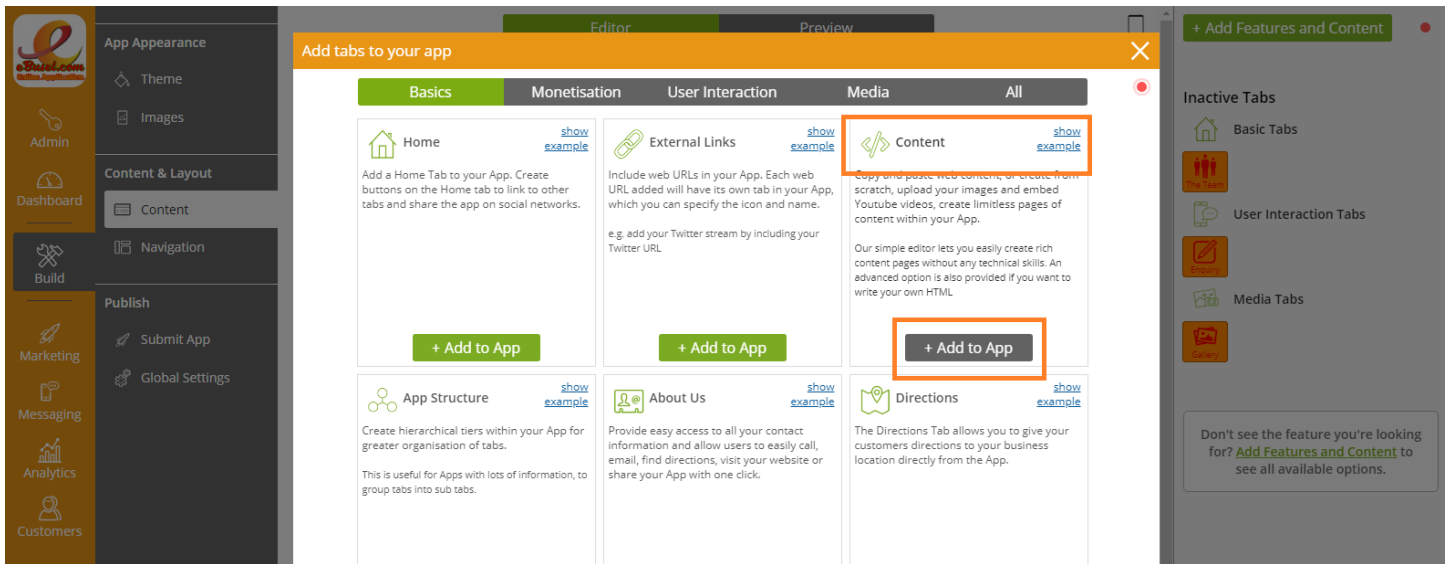 eBusol.com
Online Application
Admin
Dashboard
Build
Marketing
Messaging
Analytics
Customers
App Appearance
Theme
Images
Content & Layout
Content
Navigation
Publish
Submit App
Global Settings
Editor
Preview
Add tabs to your app
Basics
Monetisation
User Interaction
Media
All
Home
show
example
Add a Home Tab to your App. Create
buttons on the Home tab to link to other
tabs and share the app on social networks.
+ Add to App
External Links
show
example
Include web URLs in your App. Each web
URL added will have its own tab in your App,
which you can specify the icon and name.
e.g. add your Twitter stream by including your
Twitter URL
+ Add to App
Content
show
example
Copy and paste web content, or create from
scratch, upload your images and embed
Youtube videos, create limitless pages of
content within your App.
Our simple editor lets you easily create rich
content pages without any technical skills. An
advanced option is also provided if you want to
write your own HTML
+ Add to App
App Structure
show
example
Create hierarchical tiers within your App for
greater organisation of tabs.
This is useful for Apps with lots of information, to
group tabs into sub tabs.
About Us
show
example
Provide easy access to all your contact
information and allow users to easily call,
email, find directions, visit your website or
share your App with one click.
Directions
show
example
The Directions Tab allows you to give your
customers directions to your business
location directly from the App.
+ Add Features and Content
Inactive Tabs
Basic Tabs
The Team
User Interaction Tabs
Enquiry
Media Tabs
Gallery
Don't see the feature you're looking
for? Add Features and Content to
see all available options.